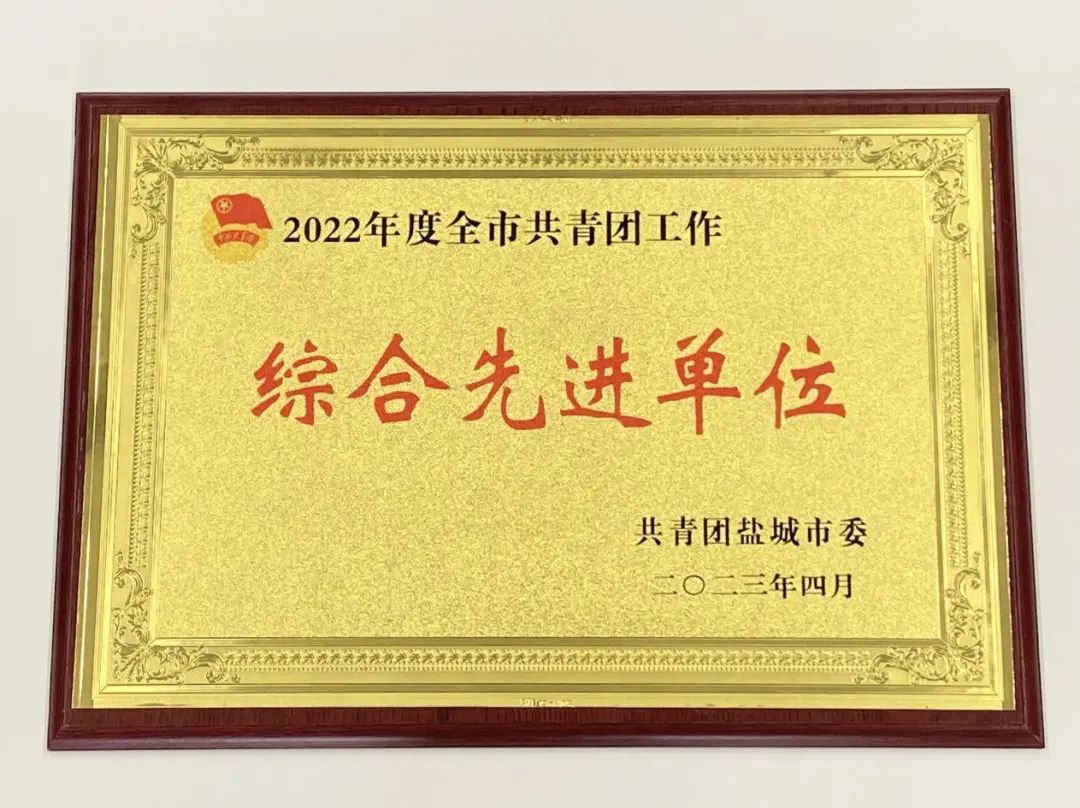 2022年度全市共青团工作
综合先进单位
共青团盐城市委
二〇二三年四月